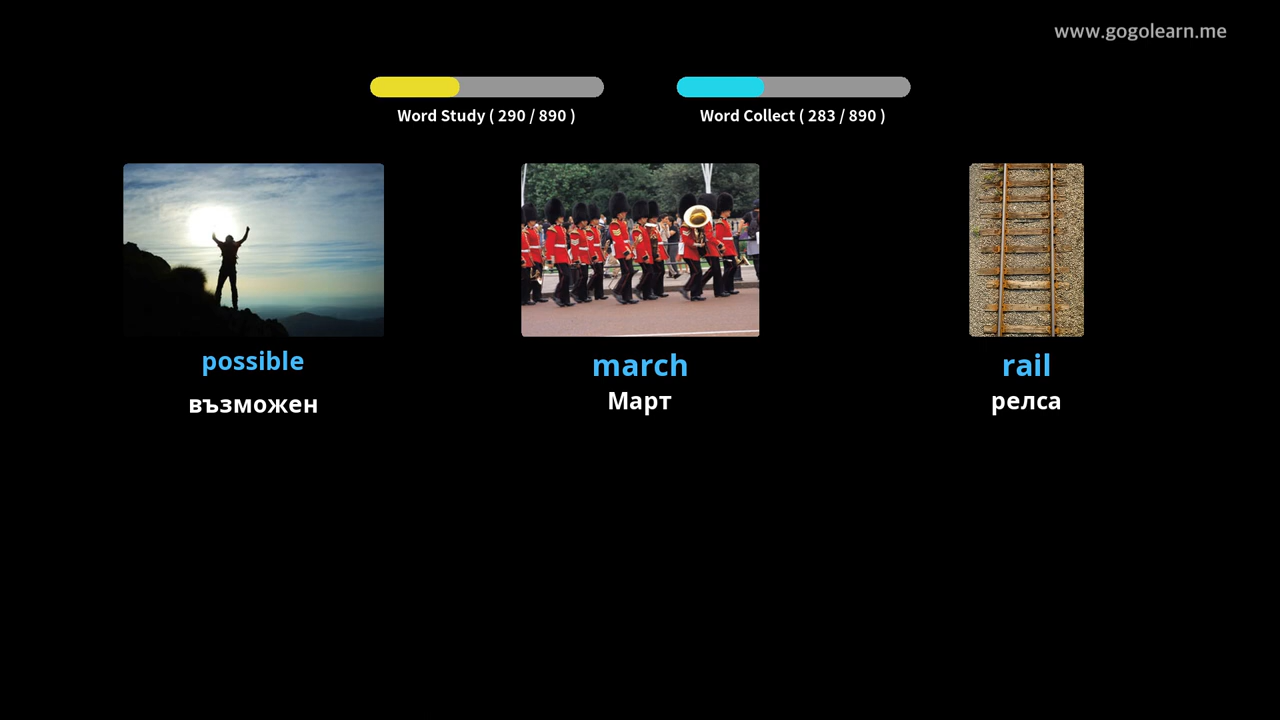 www.gogolearn.me
Word Study ( 290 / 890 )
Word Collect ( 283 / 890 )
possible
възможен
march
Март
rail
релса